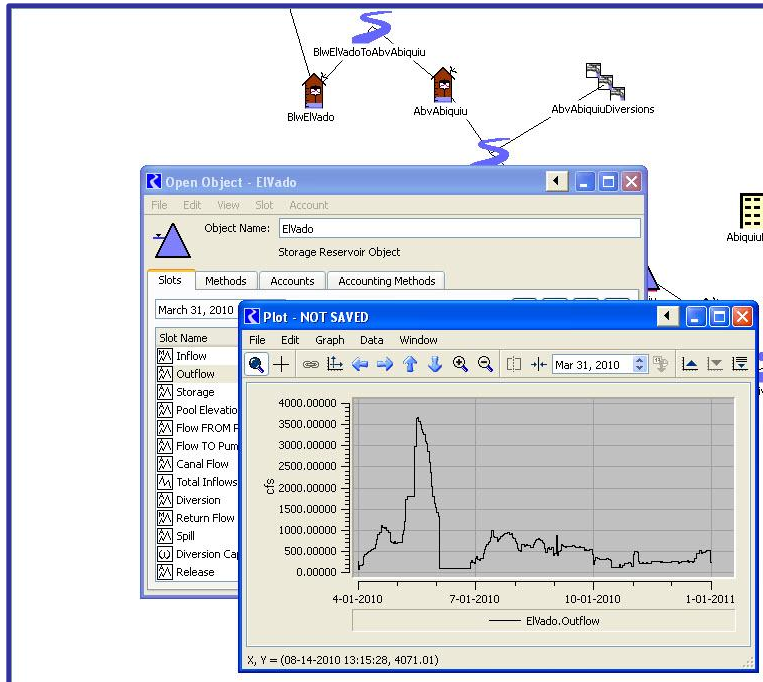 BlwElVadoToAbvAbiquiu
BlwElVado
AbvAbiquiu
AbvAbiquiuDiversions
Open Object - ElVado
File Edit View Slot Account
Object Name: ElVado
Storage Reservoir Object
Slots Methods Accounts Accounting Methods
March 31, 2010
Slot Name
Inflow
Outflow
Storage
Pool Elevatio
Flow FROM P
Flow TO Pum
Canal Flow
Total Inflows
Diversion
Return Flow
Spill
Diversion Cap
Release
Plot - NOT SAVED
File Edit Graph Data Window
Mar 31, 2010
4000.00000
3500.00000
3000.00000
2500.00000
2000.00000
1500.00000
1000.00000
500.00000
0.00000
cfs
4-01-2010 7-01-2010 10-01-2010 1-01-2011
ElVado.Outflow
X, Y = (08-14-2010 13:15:28, 4071.01)